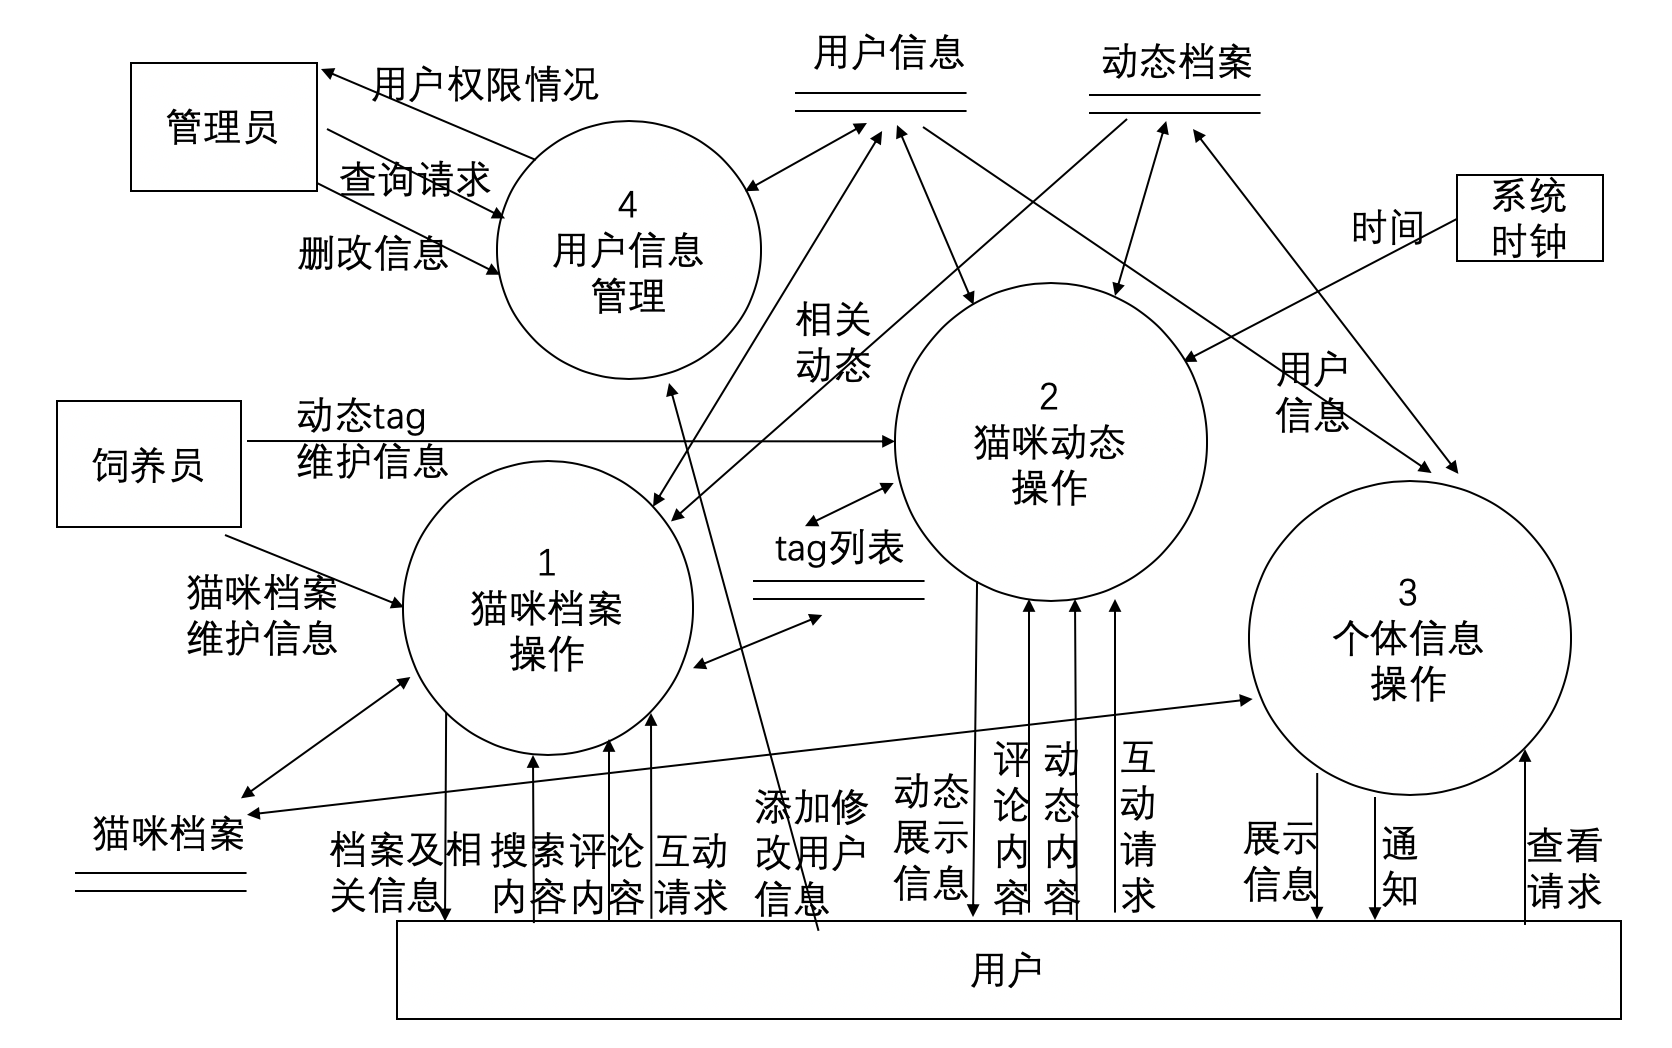 用户信息
动态档案
用户权限情况
管理员
查询请求
删改信息
4
用户信息
管理
系统
时钟
时间
相关
动态
用户
信息
动态tag
维护信息
饲养员
2
猫咪动态
操作
tag列表
1
猫咪档案
操作
猫咪档案
维护信息
3
个体信息
操作
猫咪档案
档案及相
关信息
搜索
内容
评论
内容
互动
请求
添加修
改用户
信息
动态
展示
信息
评
论
内
容
动
态
内
容
互
动
请
求
展示
信息
通
知
查看
请求
用户